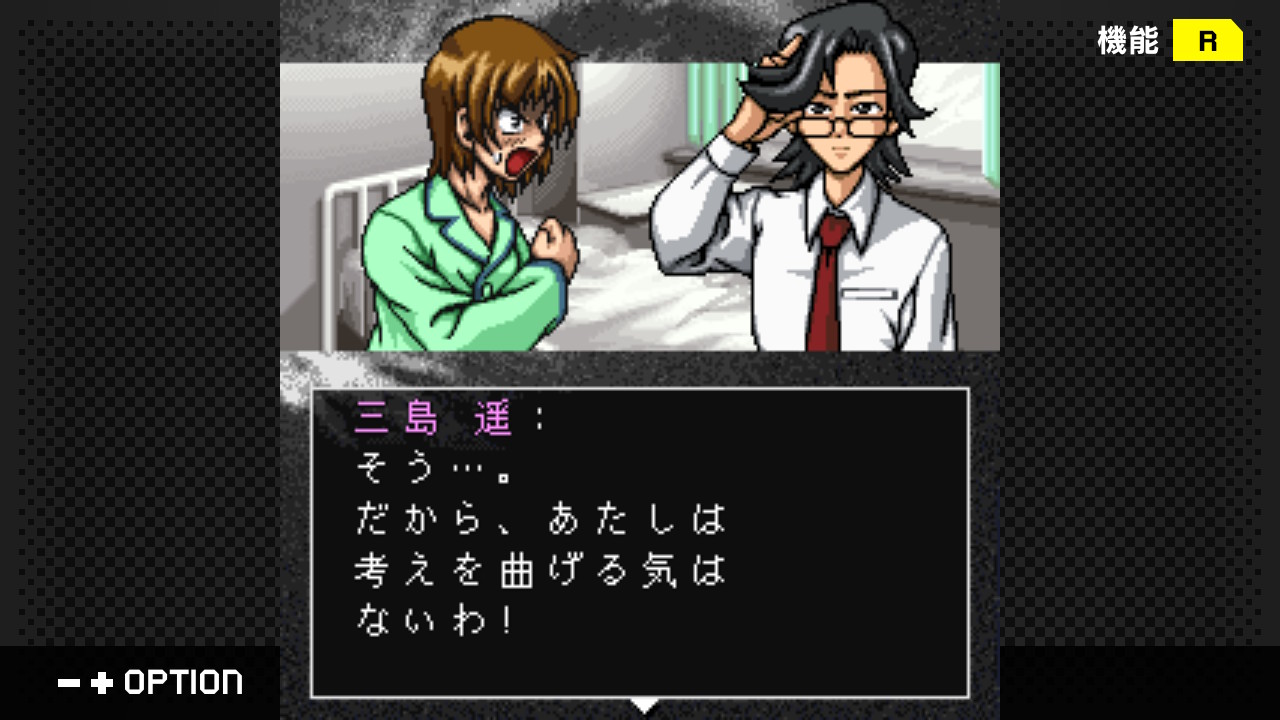 機能 R
三島 遥：
そう…。
だから、あたしは
考えを曲げる気は
ないわ！
－＋OPTION